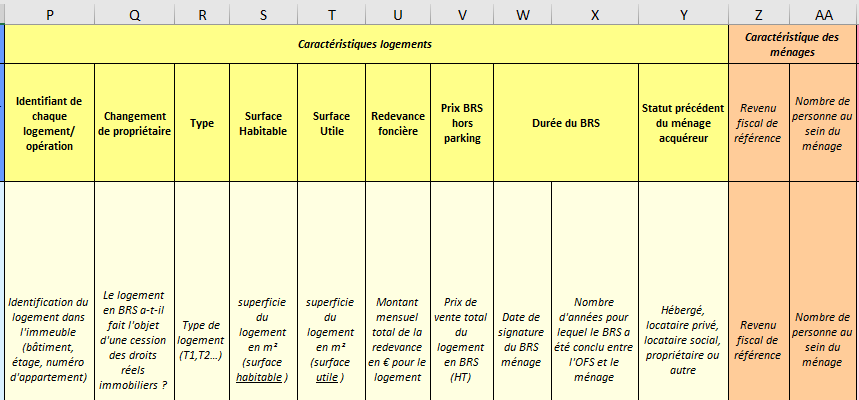 P Q R S T U V W X Y Z AA
Caractéristiques logements
Caractéristique des
ménages
Identifiant de
chaque
logement/
opération
Changement
de propriétaire
Type
Surface
Habitable
Surface
Utile
Redevance
foncière
Prix BRS
hors
parking
Durée du BRS
Statut précédent
du ménage
acquéreur
Revenu
fiscal de
référence
Nombre de
personne au
sein du
ménage
Identification du
logement dans
l'immeuble
(bâtiment,
étage, numéro
d'appartement)
Le logement
en BRS a-t-il
fait l'objet
d'une cession
des droits
réels
immobiliers ?
Type de
logement
(T1,T2...)
superficie
du
logement
en m²
(surface
habitable )
superficie
du
logement
en m²
(surface
utile )
Montant
mensuel
total de la
redevance
en € pour le
logement
Prix de
vente total
du
logement
en BRS
(HT)
Date de
signature
du BRS
ménage
Nombre
d'années pour
lequel le BRS a
été conclu entre
l'OFS et le
ménage
Hébergé,
locataire privé,
locataire social,
propriétaire ou
autre
Revenu
fiscal de
référence
Nombre de
personne au
sein du
ménage